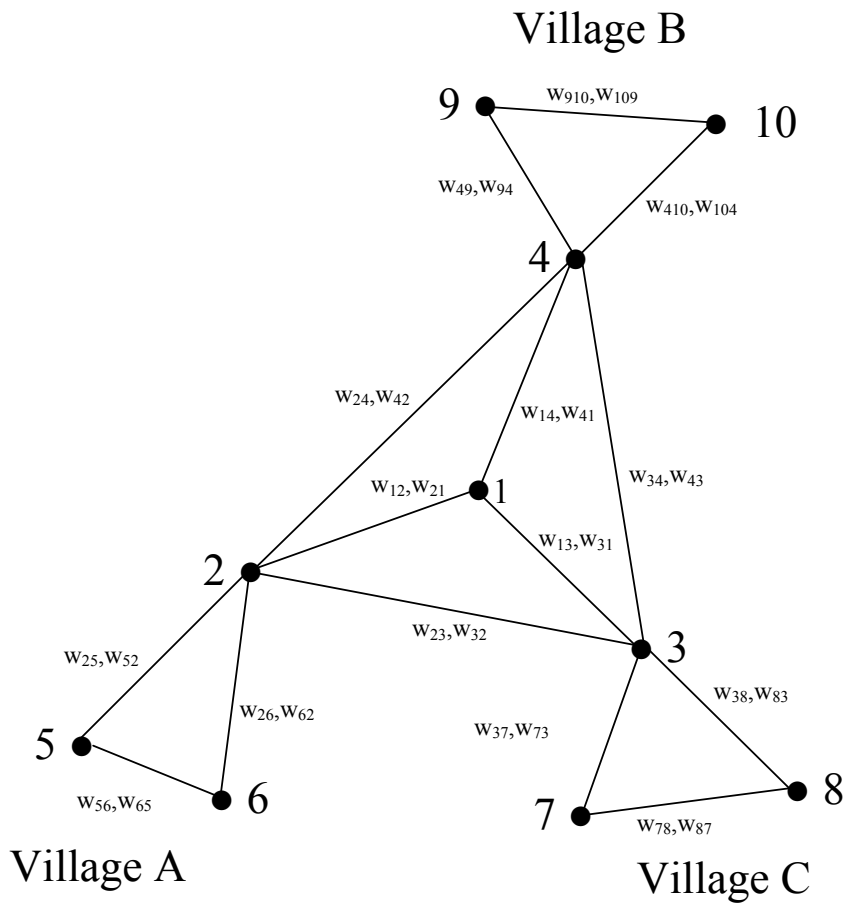 Village B
9
w₉₁₀,w₁₀₉
10
w₄₉,w₉₄
w₄₁₀,w₁₀₄
4
w₂₄,w₄₂
w₁₄,w₄₁
w₃₄,w₄₃
w₁₂,w₂₁
1
w₁₃,w₃₁
2
w₂₃,w₃₂
3
w₂₅,w₅₂
w₃₈,w₈₃
w₂₆,w₆₂
w₃₇,w₇₃
5
6
w₅₆,w₆₅
7
8
w₇₈,w₈₇
Village A
Village C